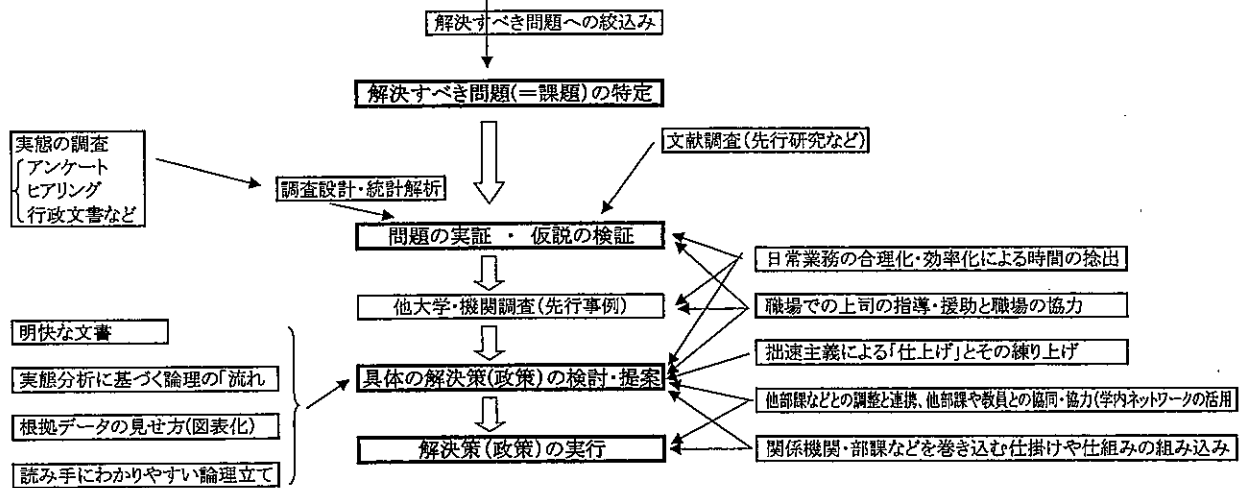 解決すべき問題への絞込み
解決すべき問題(=課題)の特定
実態の調査
アンケート
ヒアリング
行政文書など
文献調査(先行研究など)
調査設計・統計解析
問題の実証 ・ 仮説の検証
日常業務の合理化・効率化による時間の捻出
他大学・機関調査(先行事例)
職場での上司の指導・援助と職場の協力
明快な文書
拙速主義による「仕上げ」とその練り上げ
実態分析に基づく論理の「流れ
具体の解決策(政策)の検討・提案
他部課などとの調整と連携、他部課や教員との協同・協力(学内ネットワークの活用
根拠データの見せ方(図表化)
解決策(政策)の実行
関係機関・部課などを巻き込む仕掛けや仕組みの組み込み
読み手にわかりやすい論理立て